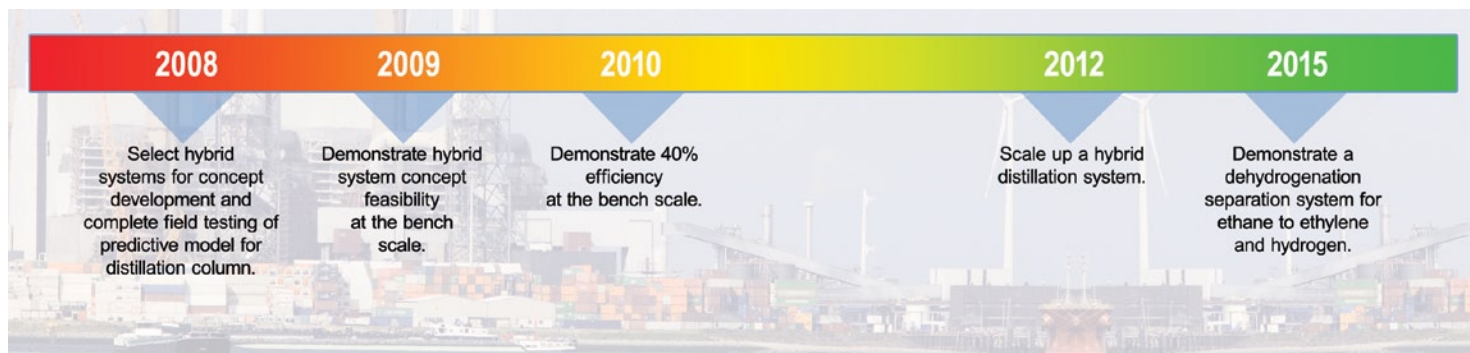 2008
2009
2010
2012
2015
Select hybrid
systems for concept
development and
complete field testing of
predictive model for
distillation column.
Demonstrate hybrid
system concept
feasibility
at the bench
scale.
Demonstrate 40%
efficiency
at the bench scale.
Scale up a hybrid
distillation system.
Demonstrate a
dehydrogenation
separation system for
ethane to ethylene
and hydrogen.